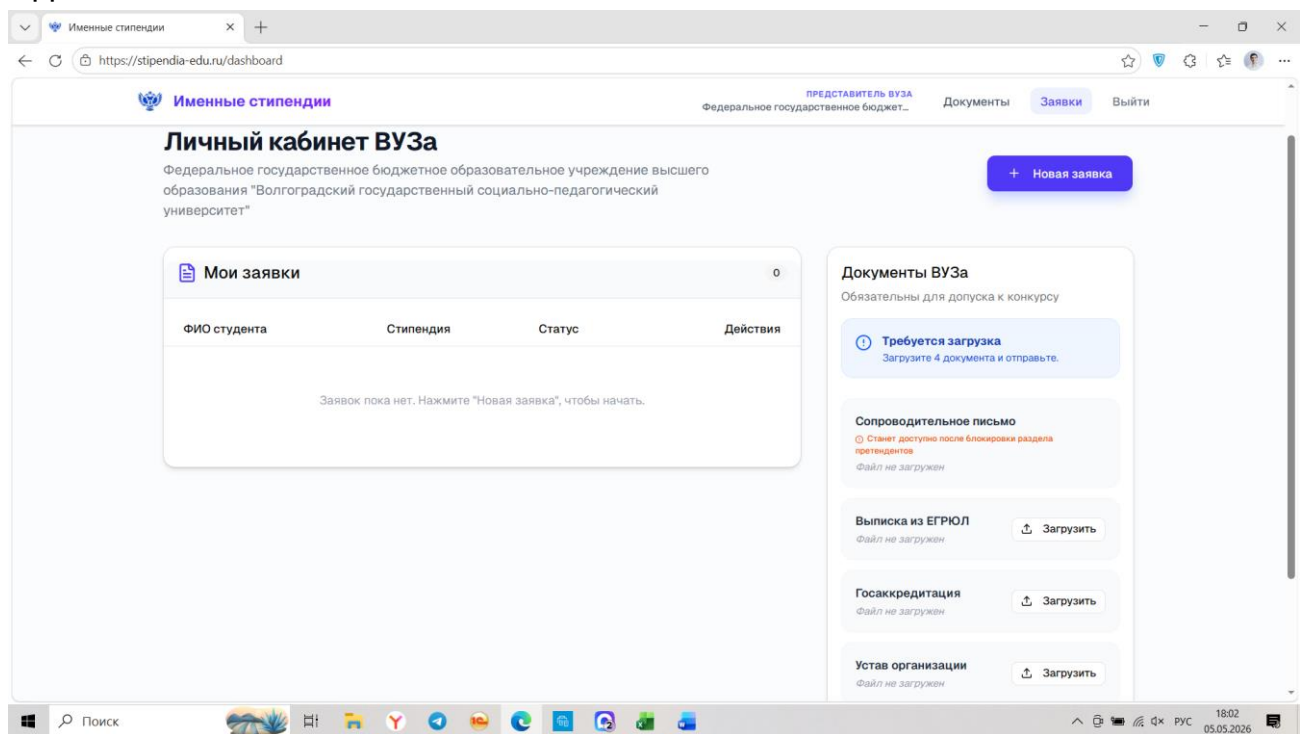 Именные стипендии
https://stipendia-edu.ru/dashboard
Именные стипендии
ПРЕДСТАВИТЕЛЬ ВУЗА
Федеральное государственное бюджет...
Документы
Заявки
Выйти
Личный кабинет ВУЗа
Федеральное государственное бюджетное образовательное учреждение высшего
образования "Волгоградский государственный социально-педагогический
университет"
+ Новая заявка
Мои заявки
0
ФИО студента Стипендия Статус Действия
Заявок пока нет. Нажмите "Новая заявка", чтобы начать.
Документы ВУЗа
Обязательны для допуска к конкурсу
Требуется загрузка
Загрузите 4 документа и отправьте.
Сопроводительное письмо
Станет доступно после блокировки раздела
претендентов
Файл не загружен
Выписка из ЕГРЮЛ
Файл не загружен
Загрузить
Госаккредитация
Файл не загружен
Загрузить
Устав организации
Файл не загружен
Загрузить
Поиск
РУС
18:02
05.05.2026